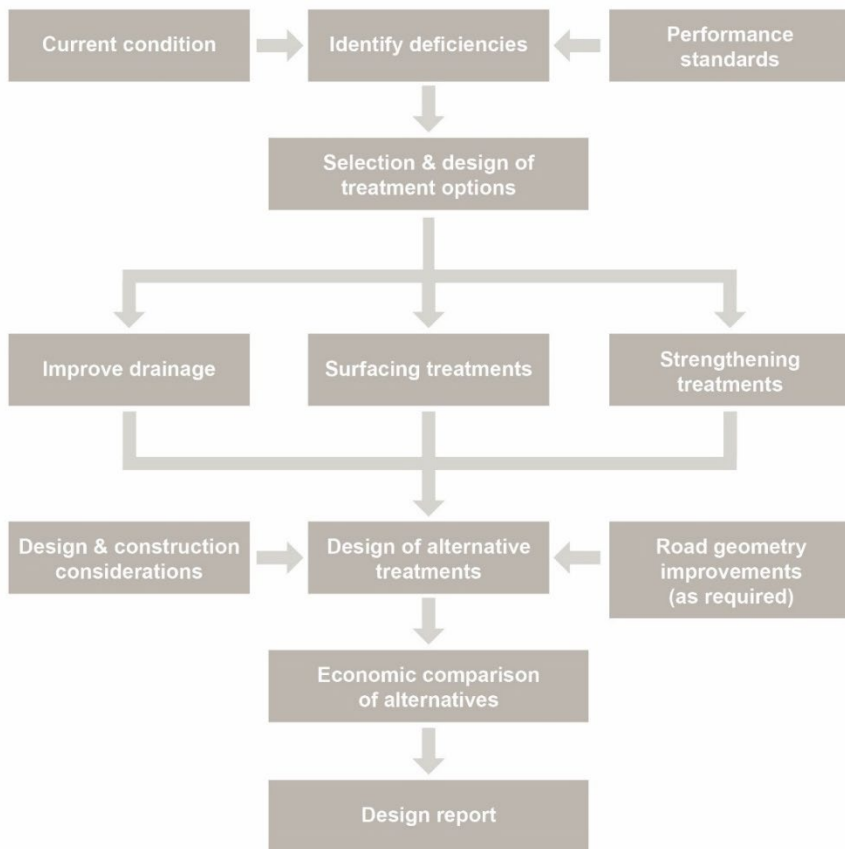 Current condition
Identify deficiencies
Performance
standards
Selection & design of
treatment options
Improve drainage
Surfacing treatments
Strengthening
treatments
Design & construction
considerations
Design of alternative
treatments
Road geometry
improvements
(as required)
Economic comparison
of alternatives
Design report